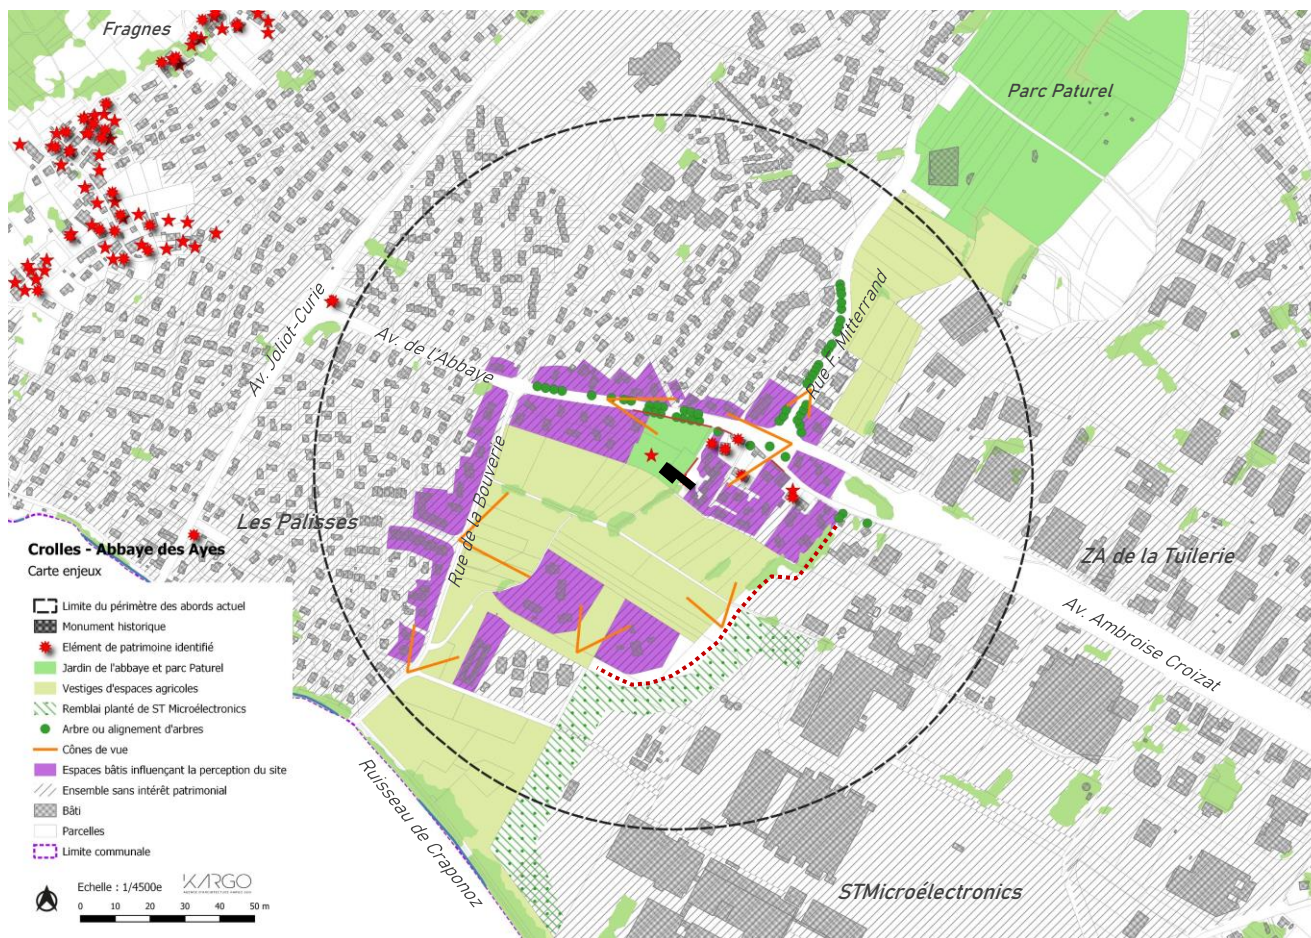 Fragnes
Parc Paturel
Av. Joliot-Curie
Av. de l'Abbaye
Rue F. Mitterrand
Rue de la Bouverie
Les Palisses
ZA de la Tuilerie
Av. Ambroise Croizat
Ruisseau de Craponoz
STMicroélectronics
Crolles - Abbaye des Ayes
Carte enjeux
Limite du périmètre des abords actuel
Monument historique
Elément de patrimoine identifié
Jardin de l'abbaye et parc Paturel
Vestiges d'espaces agricoles
Remblai planté de ST Microélectronics
Arbre ou alignement d'arbres
Cônes de vue
Espaces bâtis influençant la perception du site
Ensemble sans intérêt patrimonial
Bâti
Parcelles
Limite communale
Echelle : 1/4500e
KARGO
0 10 20 30 40 50 m